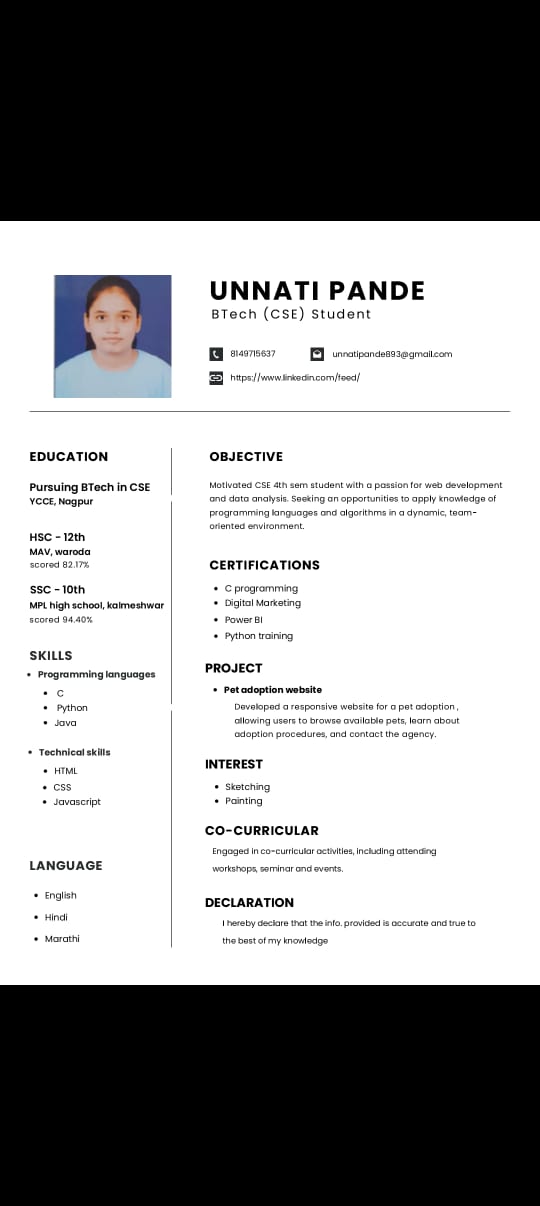 UNNATI PANDE
BTech (CSE) Student
8149715637
unnatipande893@gmail.com
https://www.linkedin.com/feed/
EDUCATION
Pursuing BTech in CSE
YCCE, Nagpur
HSC - 12th
MAV, waroda
scored 82.17%
SSC - 10th
MPL high school, kalmeshwar
scored 94.40%
SKILLS
• Programming languages
• C
• Python
• Java
• Technical skills
• HTML
• CSS
• Javascript
LANGUAGE
• English
• Hindi
• Marathi
OBJECTIVE
Motivated CSE 4th sem student with a passion for web development
and data analysis. Seeking an opportunities to apply knowledge of
programming languages and algorithms in a dynamic, team-
oriented environment.
CERTIFICATIONS
• C programming
• Digital Marketing
• Power BI
• Python training
PROJECT
• Pet adoption website
Developed a responsive website for a pet adoption ,
allowing users to browse available pets, learn about
adoption procedures, and contact the agency.
INTEREST
• Sketching
• Painting
CO-CURRICULAR
Engaged in co-curricular activities, including attending
workshops, seminar and events.
DECLARATION
I hereby declare that the info. provided is accurate and true to
the best of my knowledge